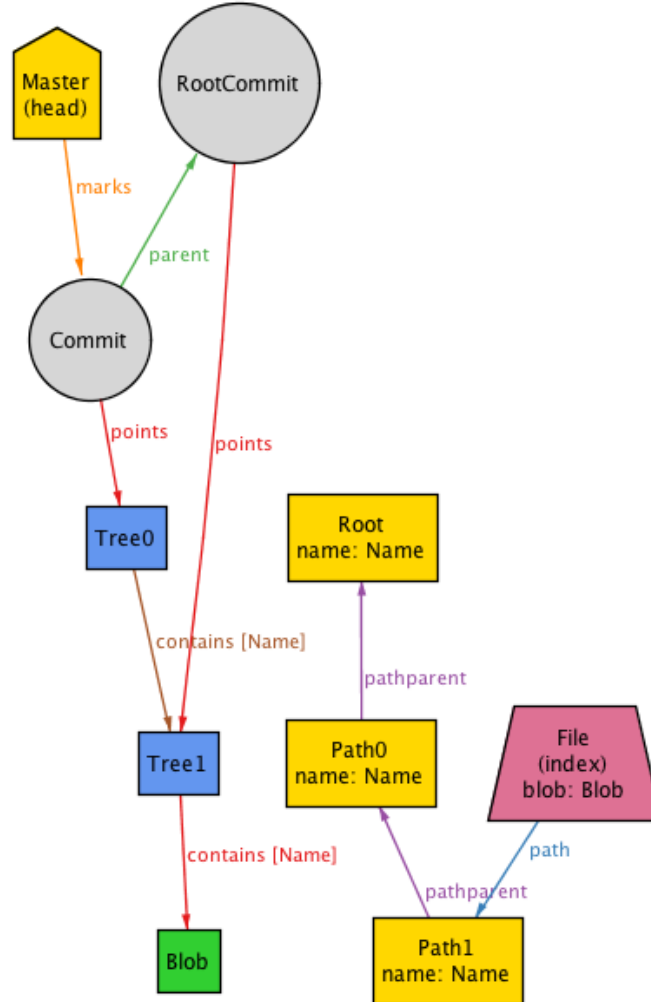 Master
(head)
RootCommit
marks
parent
Commit
points
points
Tree0
Root
name: Name
contains [Name]
pathparent
Tree1
Path0
name: Name
File
(index)
blob: Blob
contains [Name]
path
pathparent
Blob
Path1
name: Name